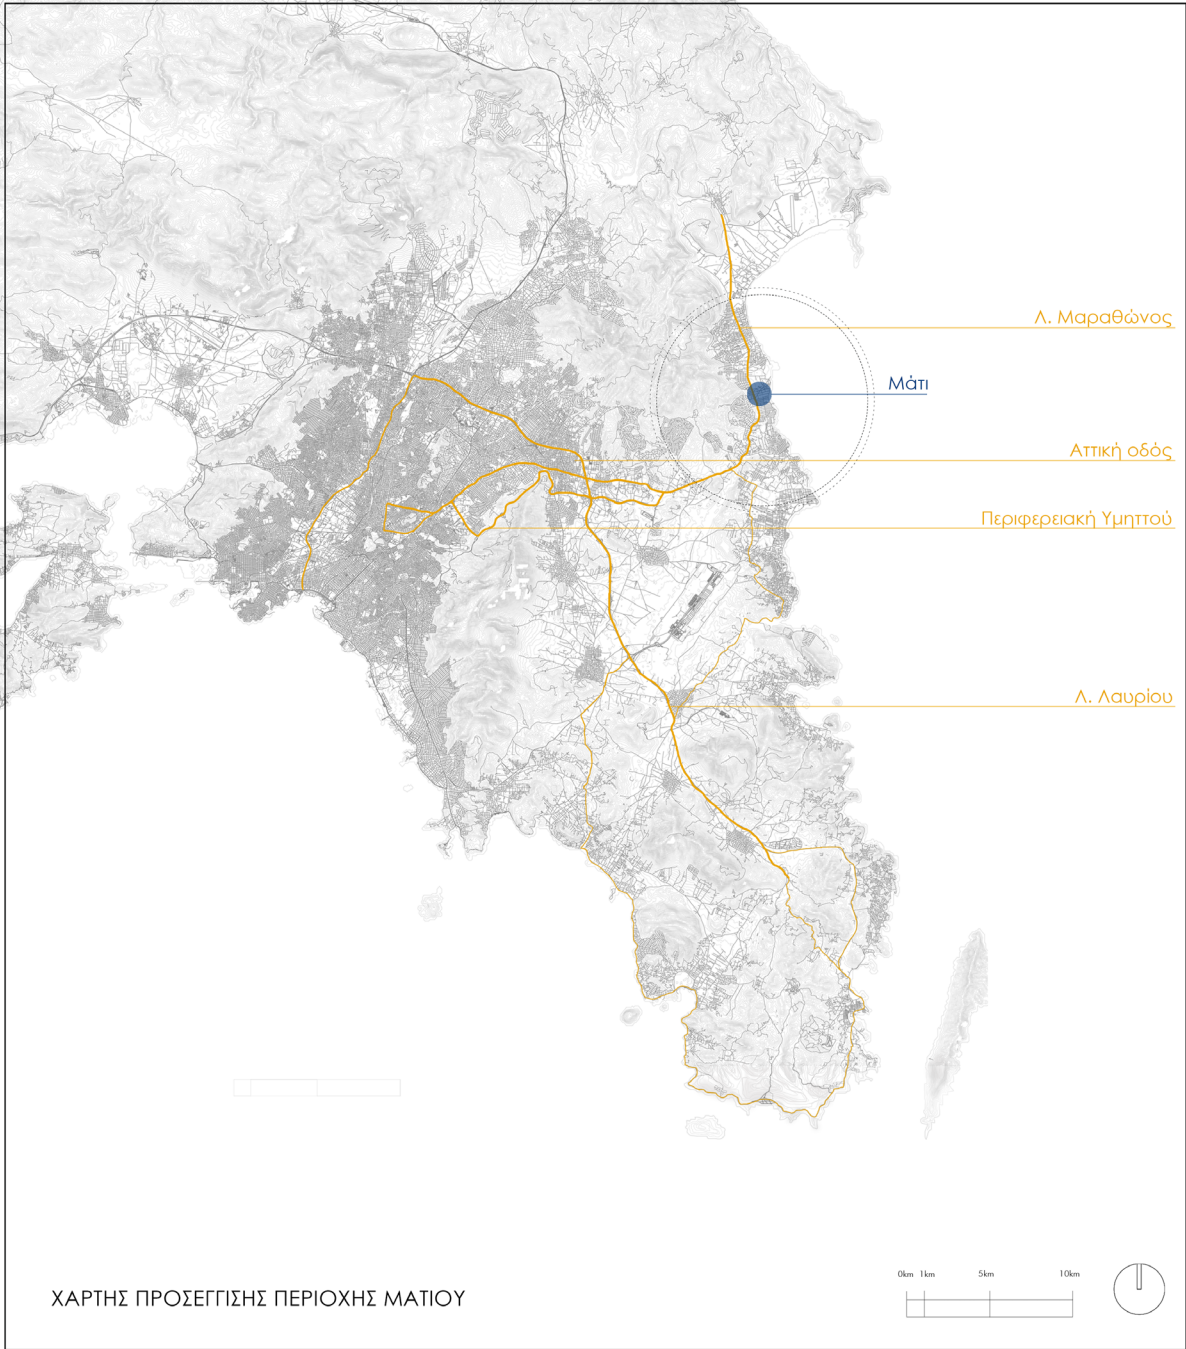 Λ. Μαραθώνος
Μάτι
Αττική οδός
Περιφερειακή Υμηττού
Λ. Λαυρίου
0km 1km 5km 10km
ΧΑΡΤΗΣ ΠΡΟΣΕΓΓΙΣΗΣ ΠΕΡΙΟΧΗΣ ΜΑΤΙΟΥ